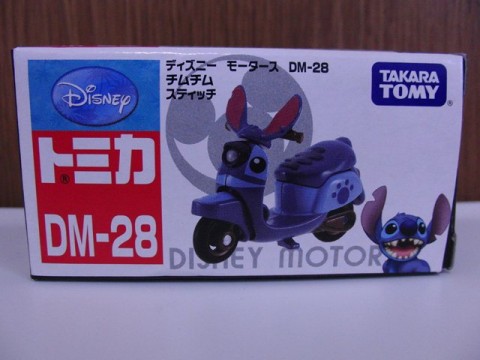 Disney
ディズニー モータース DM-28
チムチム
スティッチ
TAKARA
TOMY
トミカ
DM-28
DISNEY MOTOR